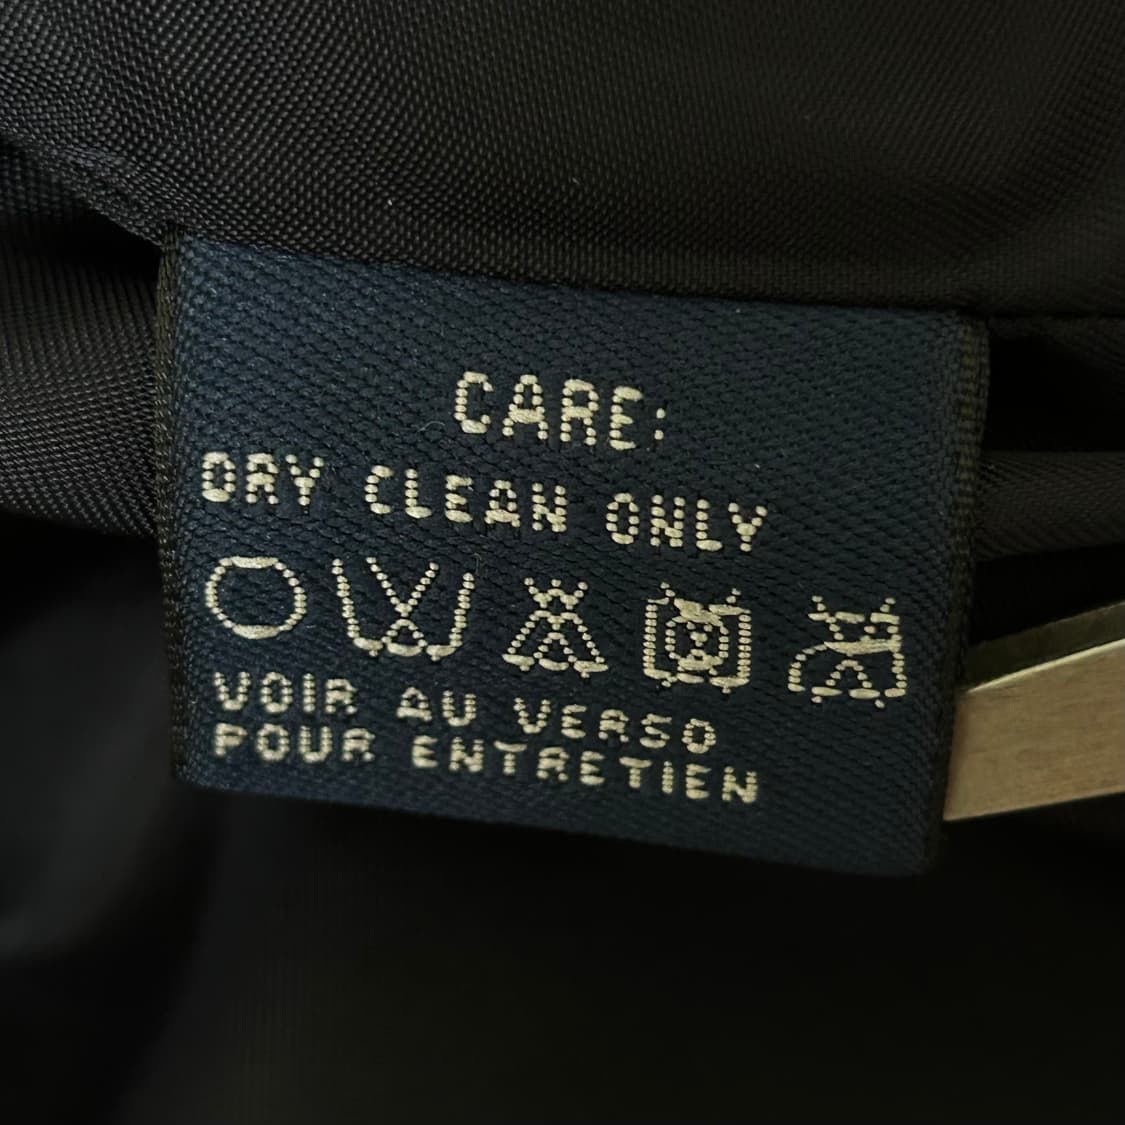 CARE:
DRY CLEAN ONLY
VOIR AU VERSO
POUR ENTRETIEN